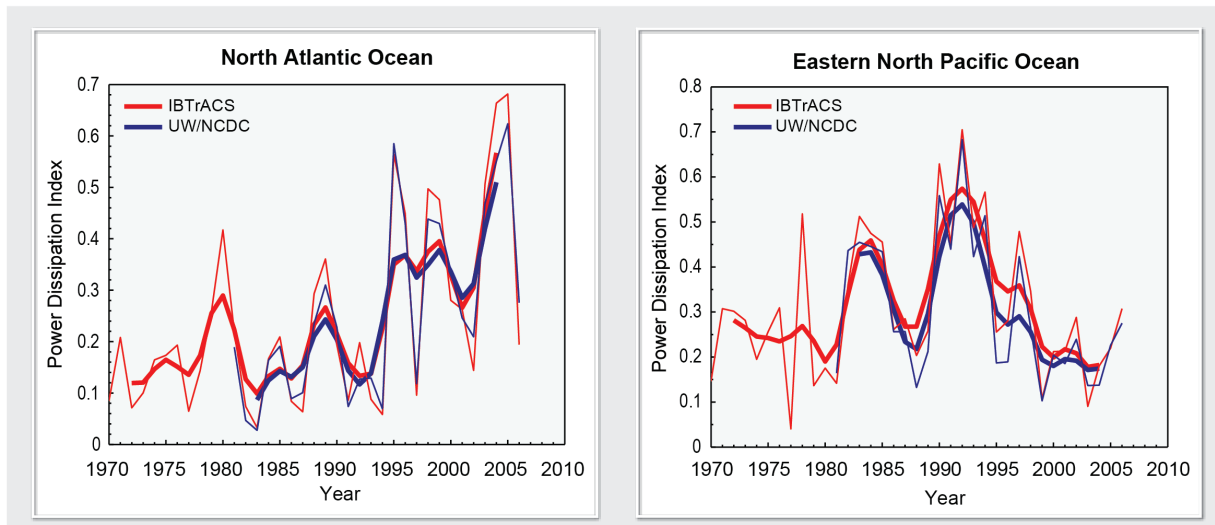 North Atlantic Ocean
0.7
0.6
0.5
0.4
0.3
0.2
0.1
0
Power Dissipation Index
IBTrACS
UW/NCDC
1970 1975 1980 1985 1990 1995 2000 2005 2010
Year
Eastern North Pacific Ocean
0.8
0.7
0.6
0.5
0.4
0.3
0.2
0.1
0
Power Dissipation Index
IBTrACS
UW/NCDC
1970 1975 1980 1985 1990 1995 2000 2005 2010
Year